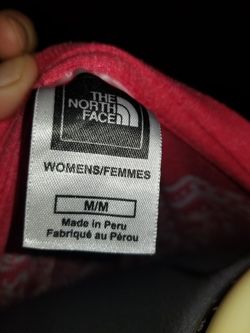 THE
NORTH
FACE
WOMENS/FEMMES
M/M
Made in Peru
Fabriqué au Pérou